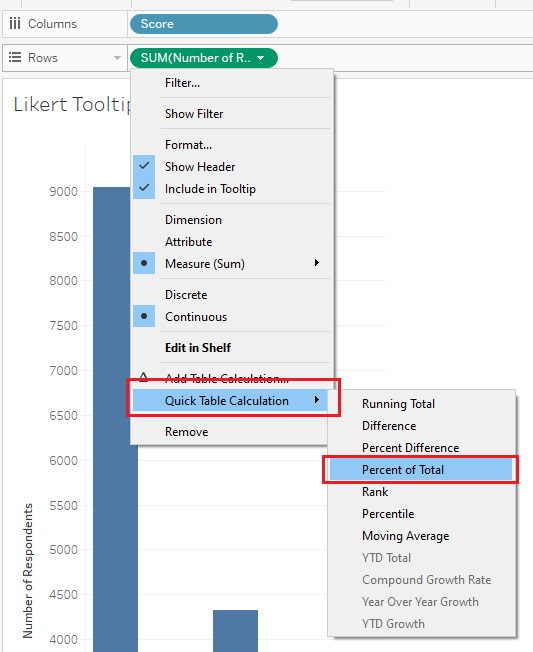 Columns
Score
Rows
SUM(Number of R..
Likert Tooltip
Filter...
Show Filter
Format...
Show Header
Include in Tooltip
Dimension
Attribute
Measure (Sum)
Discrete
Continuous
Edit in Shelf
Add Table Calculation...
Quick Table Calculation
Remove
Running Total
Difference
Percent Difference
Percent of Total
Rank
Percentile
Moving Average
YTD Total
Compound Growth Rate
Year Over Year Growth
YTD Growth
Number of Respondents
9000
8500
8000
7500
7000
6500
6000
5500
5000
4500
4000